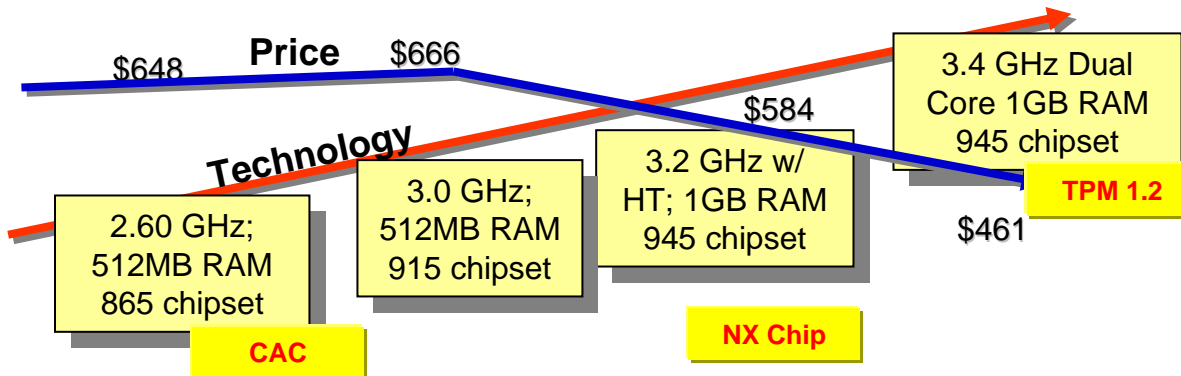 Price
$648
$666
$584
$461
Technology
2.60 GHz;
512MB RAM
865 chipset
CAC
3.0 GHz;
512MB RAM
915 chipset
3.2 GHz w/
HT; 1GB RAM
945 chipset
NX Chip
3.4 GHz Dual
Core 1GB RAM
945 chipset
TPM 1.2